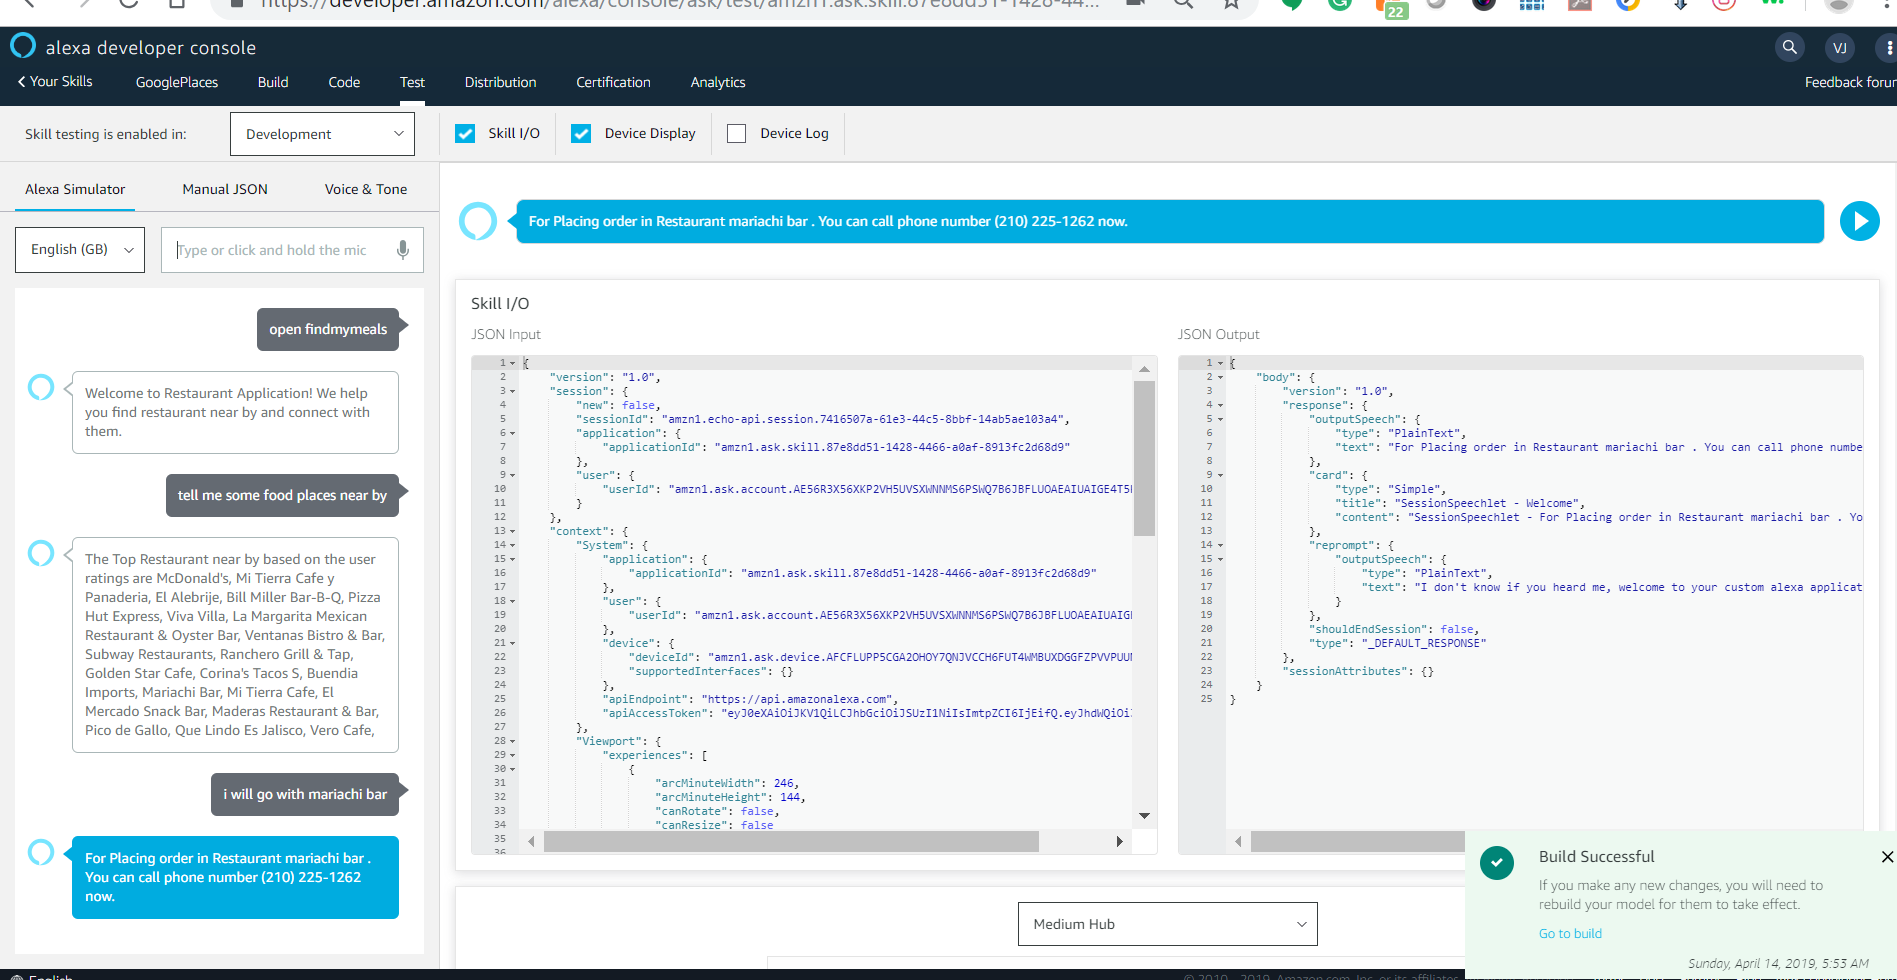 https://developer.amazon.com/alexa/console/ask/test/amzn1.ask.skill.87e8dd51-1428-44...
22
alexa developer console
VJ
Your Skills
GooglePlaces
Build
Code
Test
Distribution
Certification
Analytics
Feedback forur
Skill testing is enabled in:
Development
Skill I/O
Device Display
Device Log
Alexa Simulator
Manual JSON
Voice & Tone
English (GB)
Type or click and hold the mic
open findmymeals
Welcome to Restaurant Application! We help
you find restaurant near by and connect with
them.
tell me some food places near by
The Top Restaurant near by based on the user
ratings are McDonald's, Mi Tierra Cafe y
Panaderia, El Alebrije, Bill Miller Bar-B-Q, Pizza
Hut Express, Viva Villa, La Margarita Mexican
Restaurant & Oyster Bar, Ventanas Bistro & Bar,
Subway Restaurants, Ranchero Grill & Tap,
Golden Star Cafe, Corina's Tacos S, Buendia
Imports, Mariachi Bar, Mi Tierra Cafe, El
Mercado Snack Bar, Maderas Restaurant & Bar,
Pico de Gallo, Que Lindo Es Jalisco, Vero Cafe,
i will go with mariachi bar
For Placing order in Restaurant mariachi bar .
You can call phone number (210) 225-1262
now.
English
For Placing order in Restaurant mariachi bar . You can call phone number (210) 225-1262 now.
Skill I/O
JSON Input
1 {
2 "version": "1.0",
3 "session": {
4 "new": false,
5 "sessionId": "amzn1.echo-api.session.7416507a-61e3-44c5-8bbf-14ab5ae103a4",
6 "application": {
7 "applicationId": "amzn1.ask.skill.87e8dd51-1428-4466-a0af-8913fc2d68d9"
8 },
9 "user": {
10 "userId": "amzn1.ask.account.AE56R3X56XKP2VH5UVSXWNNMS6PSWQ7B6JBFLUOAEAIUAIGE4T5
11 }
12 },
13 "context": {
14 "System": {
15 "application": {
16 "applicationId": "amzn1.ask.skill.87e8dd51-1428-4466-a0af-8913fc2d68d9"
17 },
18 "user": {
19 "userId": "amzn1.ask.account.AE56R3X56XKP2VH5UVSXWNNMS6PSWQ7B6JBFLUOAEAIUAIG
20 },
21 "device": {
22 "deviceId": "amzn1.ask.device.AFCFLUPP5CGA2OHOY7QNJVCCH6FUT4WMBUXDGGFZPVVPUU
23 "supportedInterfaces": {}
24 },
25 "apiEndpoint": "https://api.amazonalexa.com",
26 "apiAccessToken": "eyJ0eXAiOiJKV1QiLCJhbGciOiJSUzI1NiIsImtpZCI6IjEifQ.eyJhdWQiOi
27 },
28 "Viewport": {
29 "experiences": [
30 {
31 "arcMinuteWidth": 246,
32 "arcMinuteHeight": 144,
33 "canRotate": false,
34 "canResize": false
35
36
JSON Output
1 {
2 "body": {
3 "version": "1.0",
4 "response": {
5 "outputSpeech": {
6 "type": "PlainText",
7 "text": "For Placing order in Restaurant mariachi bar . You can call phone numbe
8 },
9 "card": {
10 "type": "Simple",
11 "title": "SessionSpeechlet - Welcome",
12 "content": "SessionSpeechlet - For Placing order in Restaurant mariachi bar . Yo
13 },
14 "reprompt": {
15 "outputSpeech": {
16 "type": "PlainText",
17 "text": "I don't know if you heard me, welcome to your custom alexa applicat
18 }
19 },
20 "shouldEndSession": false,
21 "type": "_DEFAULT_RESPONSE"
22 },
23 "sessionAttributes": {}
24 }
25 }
Medium Hub
Build Successful
If you make any new changes, you will need to
rebuild your model for them to take effect.
Go to build
Sunday, April 14, 2019, 5:53 AM
© 2010 - 2019, Amazon.com, Inc. or its affiliates